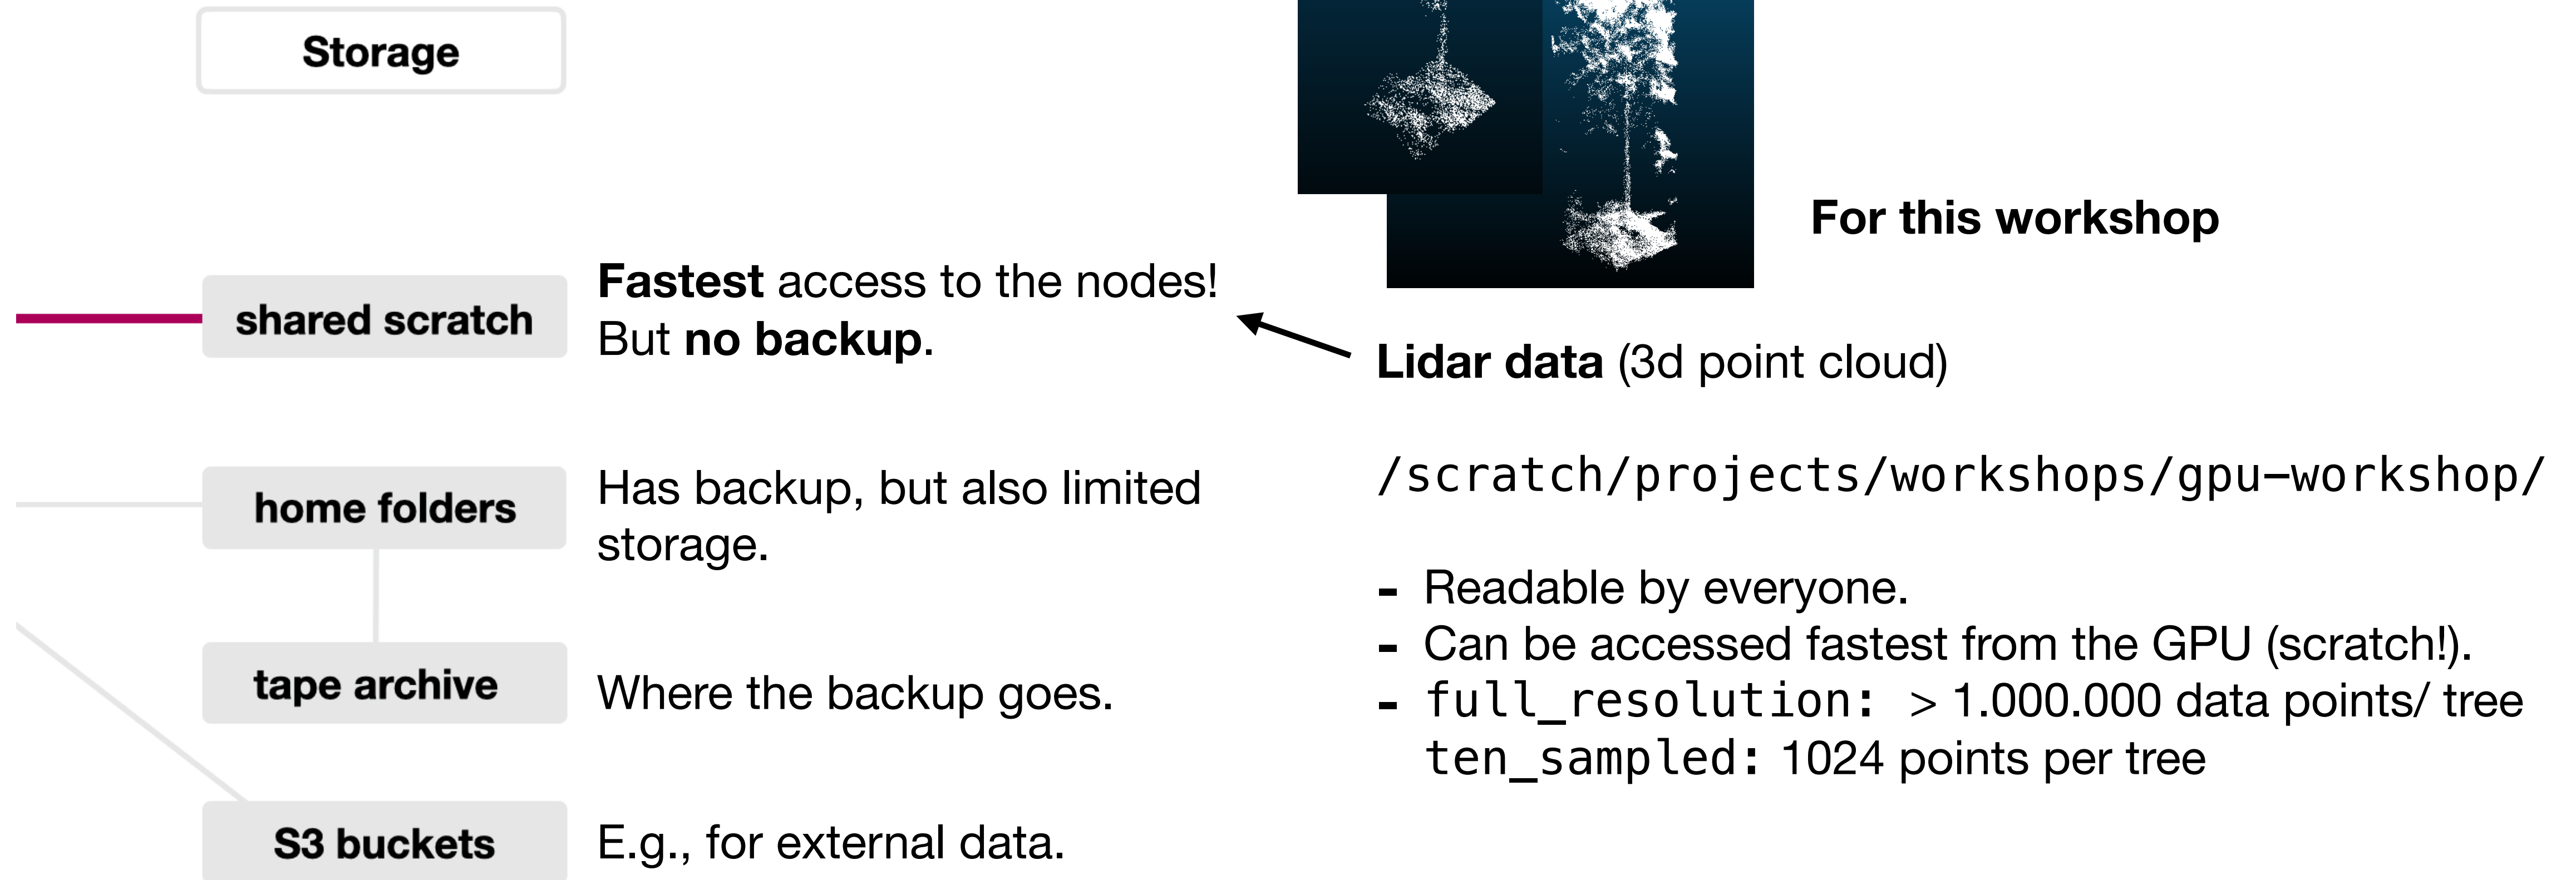 Storage
shared scratch
Fastest access to the nodes!
But no backup.
home folders
Has backup, but also limited
storage.
tape archive
Where the backup goes.
S3 buckets
E.g., for external data.
For this workshop
Lidar data (3d point cloud)
/scratch/projects/workshops/gpu-workshop/
- Readable by everyone.
- Can be accessed fastest from the GPU (scratch!).
- full_resolution: > 1.000.000 data points/ tree
ten_sampled: 1024 points per tree